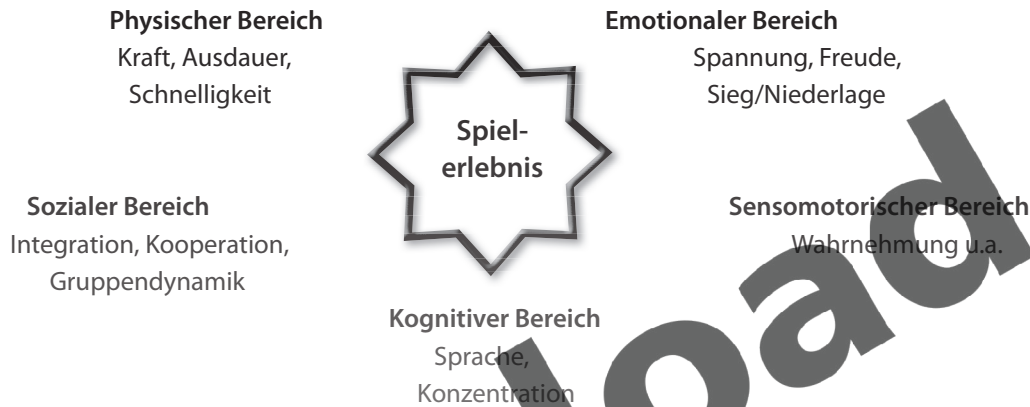 Physischer Bereich
Kraft, Ausdauer,
Schnelligkeit
Emotionaler Bereich
Spannung, Freude,
Sieg/Niederlage
Spiel-
erlebnis
Sozialer Bereich
Integration, Kooperation,
Gruppendynamik
Sensomotorischer Bereich
Wahrnehmung u.a.
Kognitiver Bereich
Sprache,
Konzentration
load